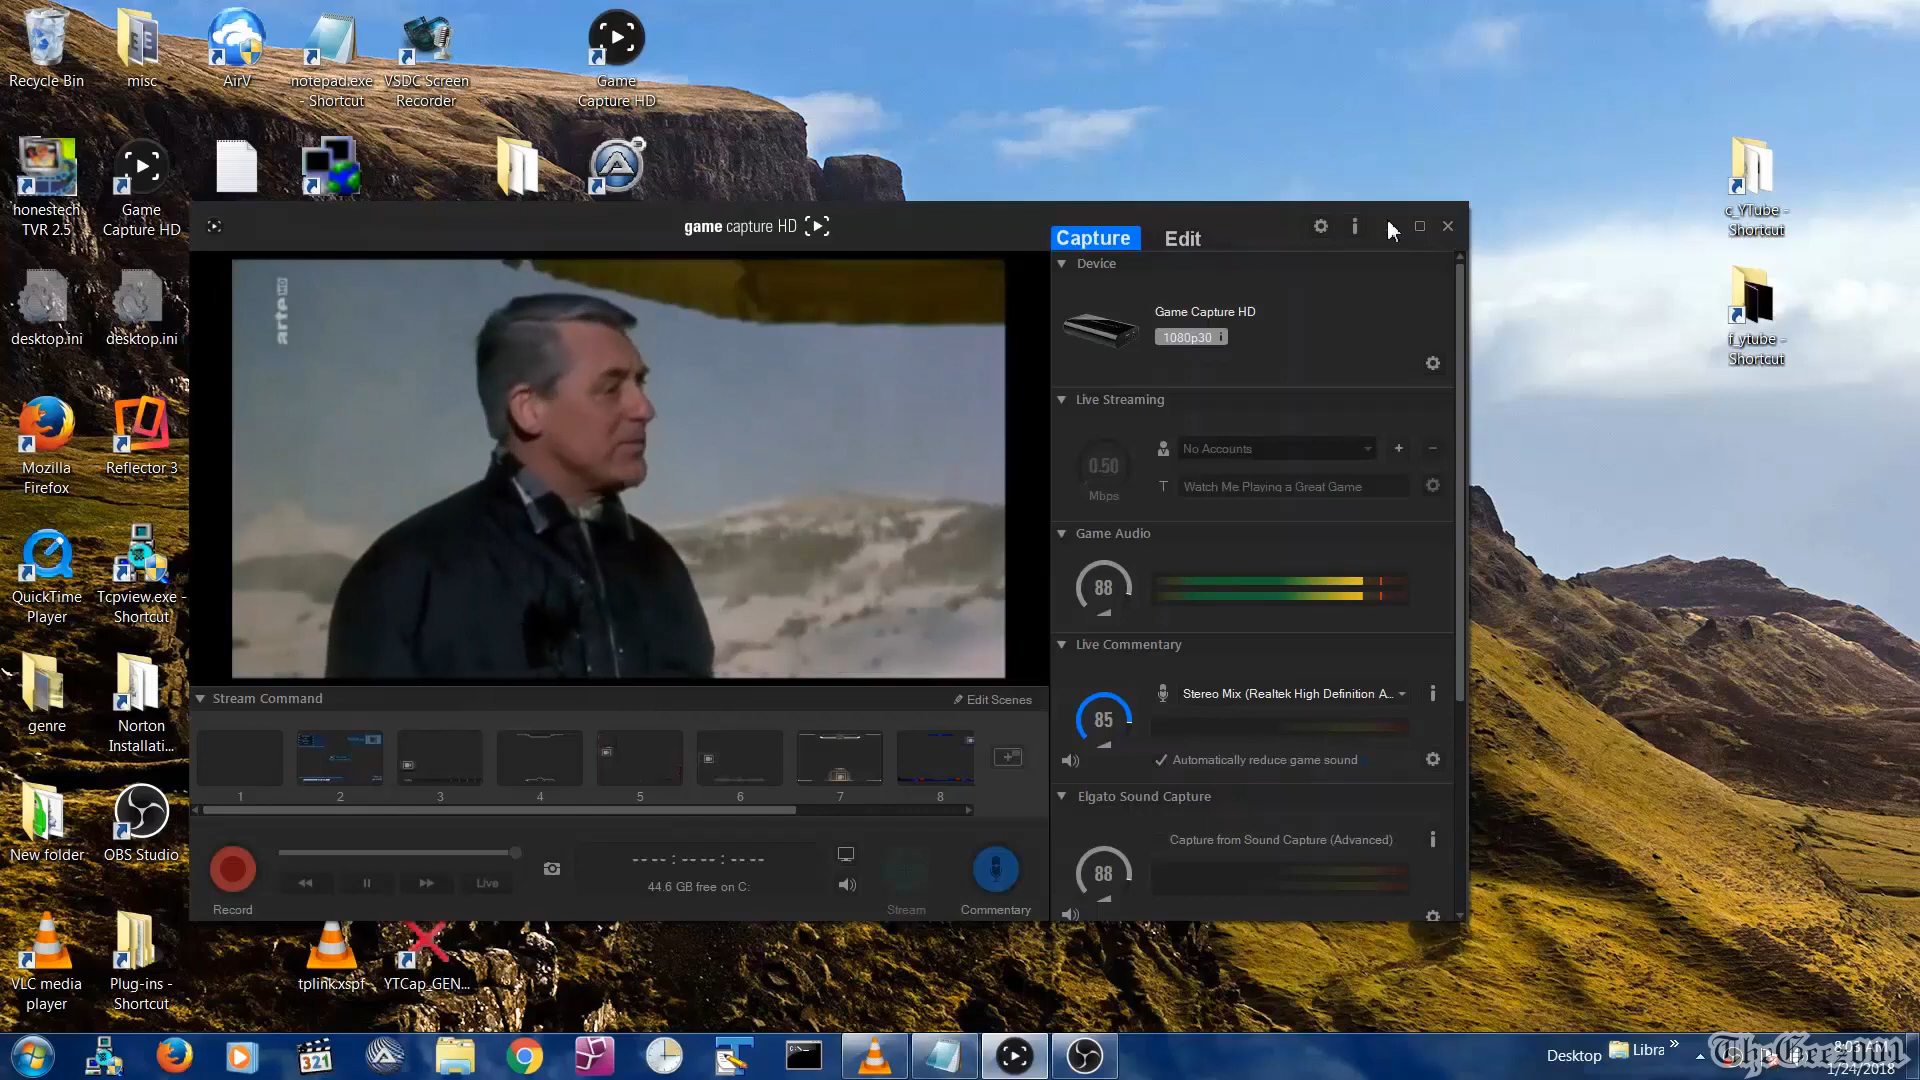 Recycle Bin
misc
AirV
notepad.exe
- Shortcut
VSDC Screen
Recorder
Game
Capture HD
honestech
TVR 2.5
Game
Capture HD
c_YTube -
Shortcut
game capture HD
Capture
Edit
arte HD
Device
Game Capture HD
1080p30 i
desktop.ini
desktop.ini
f_ytube -
Shortcut
Live Streaming
No Accounts
+
-
0.50
Mbps
T
Watch Me Playing a Great Game
Mozilla
Firefox
Reflector 3
Game Audio
88
QuickTime
Player
Tcpview.exe -
Shortcut
Live Commentary
Stereo Mix (Realtek High Definition A...
85
Automatically reduce game sound
genre
Norton
Installati...
Stream Command
Edit Scenes
1
2
3
4
5
6
7
8
Elgato Sound Capture
Capture from Sound Capture (Advanced)
88
New folder
OBS Studio
Live
---- : ---- : ----
44.6 GB free on C:
Record
Stream
Commentary
VLC media
player
Plug-ins -
Shortcut
tplink.xspf
YTCap_GEN...
321
C:\
Desktop
Libra
»
8:03 AM
1/24/2018